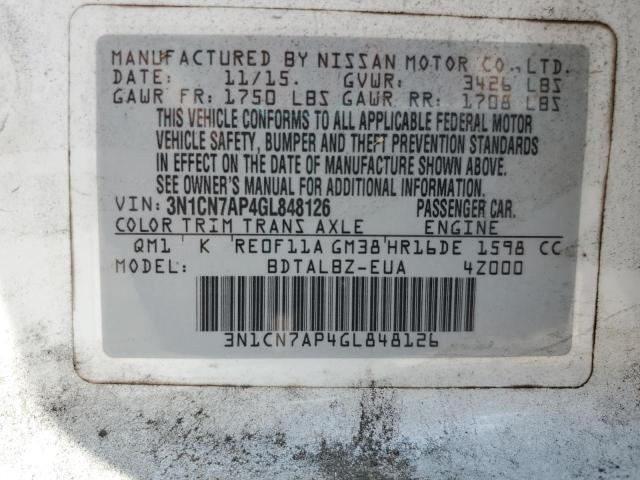 MANUFACTURED BY NISSAN MOTOR CO., LTD.
DATE: 11/15. GVWR: 3426 LBS
GAWR FR: 1750 LBS GAWR RR: 1708 LBS
THIS VEHICLE CONFORMS TO ALL APPLICABLE FEDERAL MOTOR
VEHICLE SAFETY, BUMPER AND THEFT PREVENTION STANDARDS
IN EFFECT ON THE DATE OF MANUFACTURE SHOWN ABOVE.
SEE OWNER'S MANUAL FOR ADDITIONAL INFORMATION.
VIN: 3N1CN7AP4GL848126 PASSENGER CAR.
COLOR TRIM TRANS AXLE ENGINE
QM1 K RE0F11A GM38 HR16DE 1598 CC
MODEL: BDTALBZ-EUA 4Z000
3N1CN7AP4GL848126